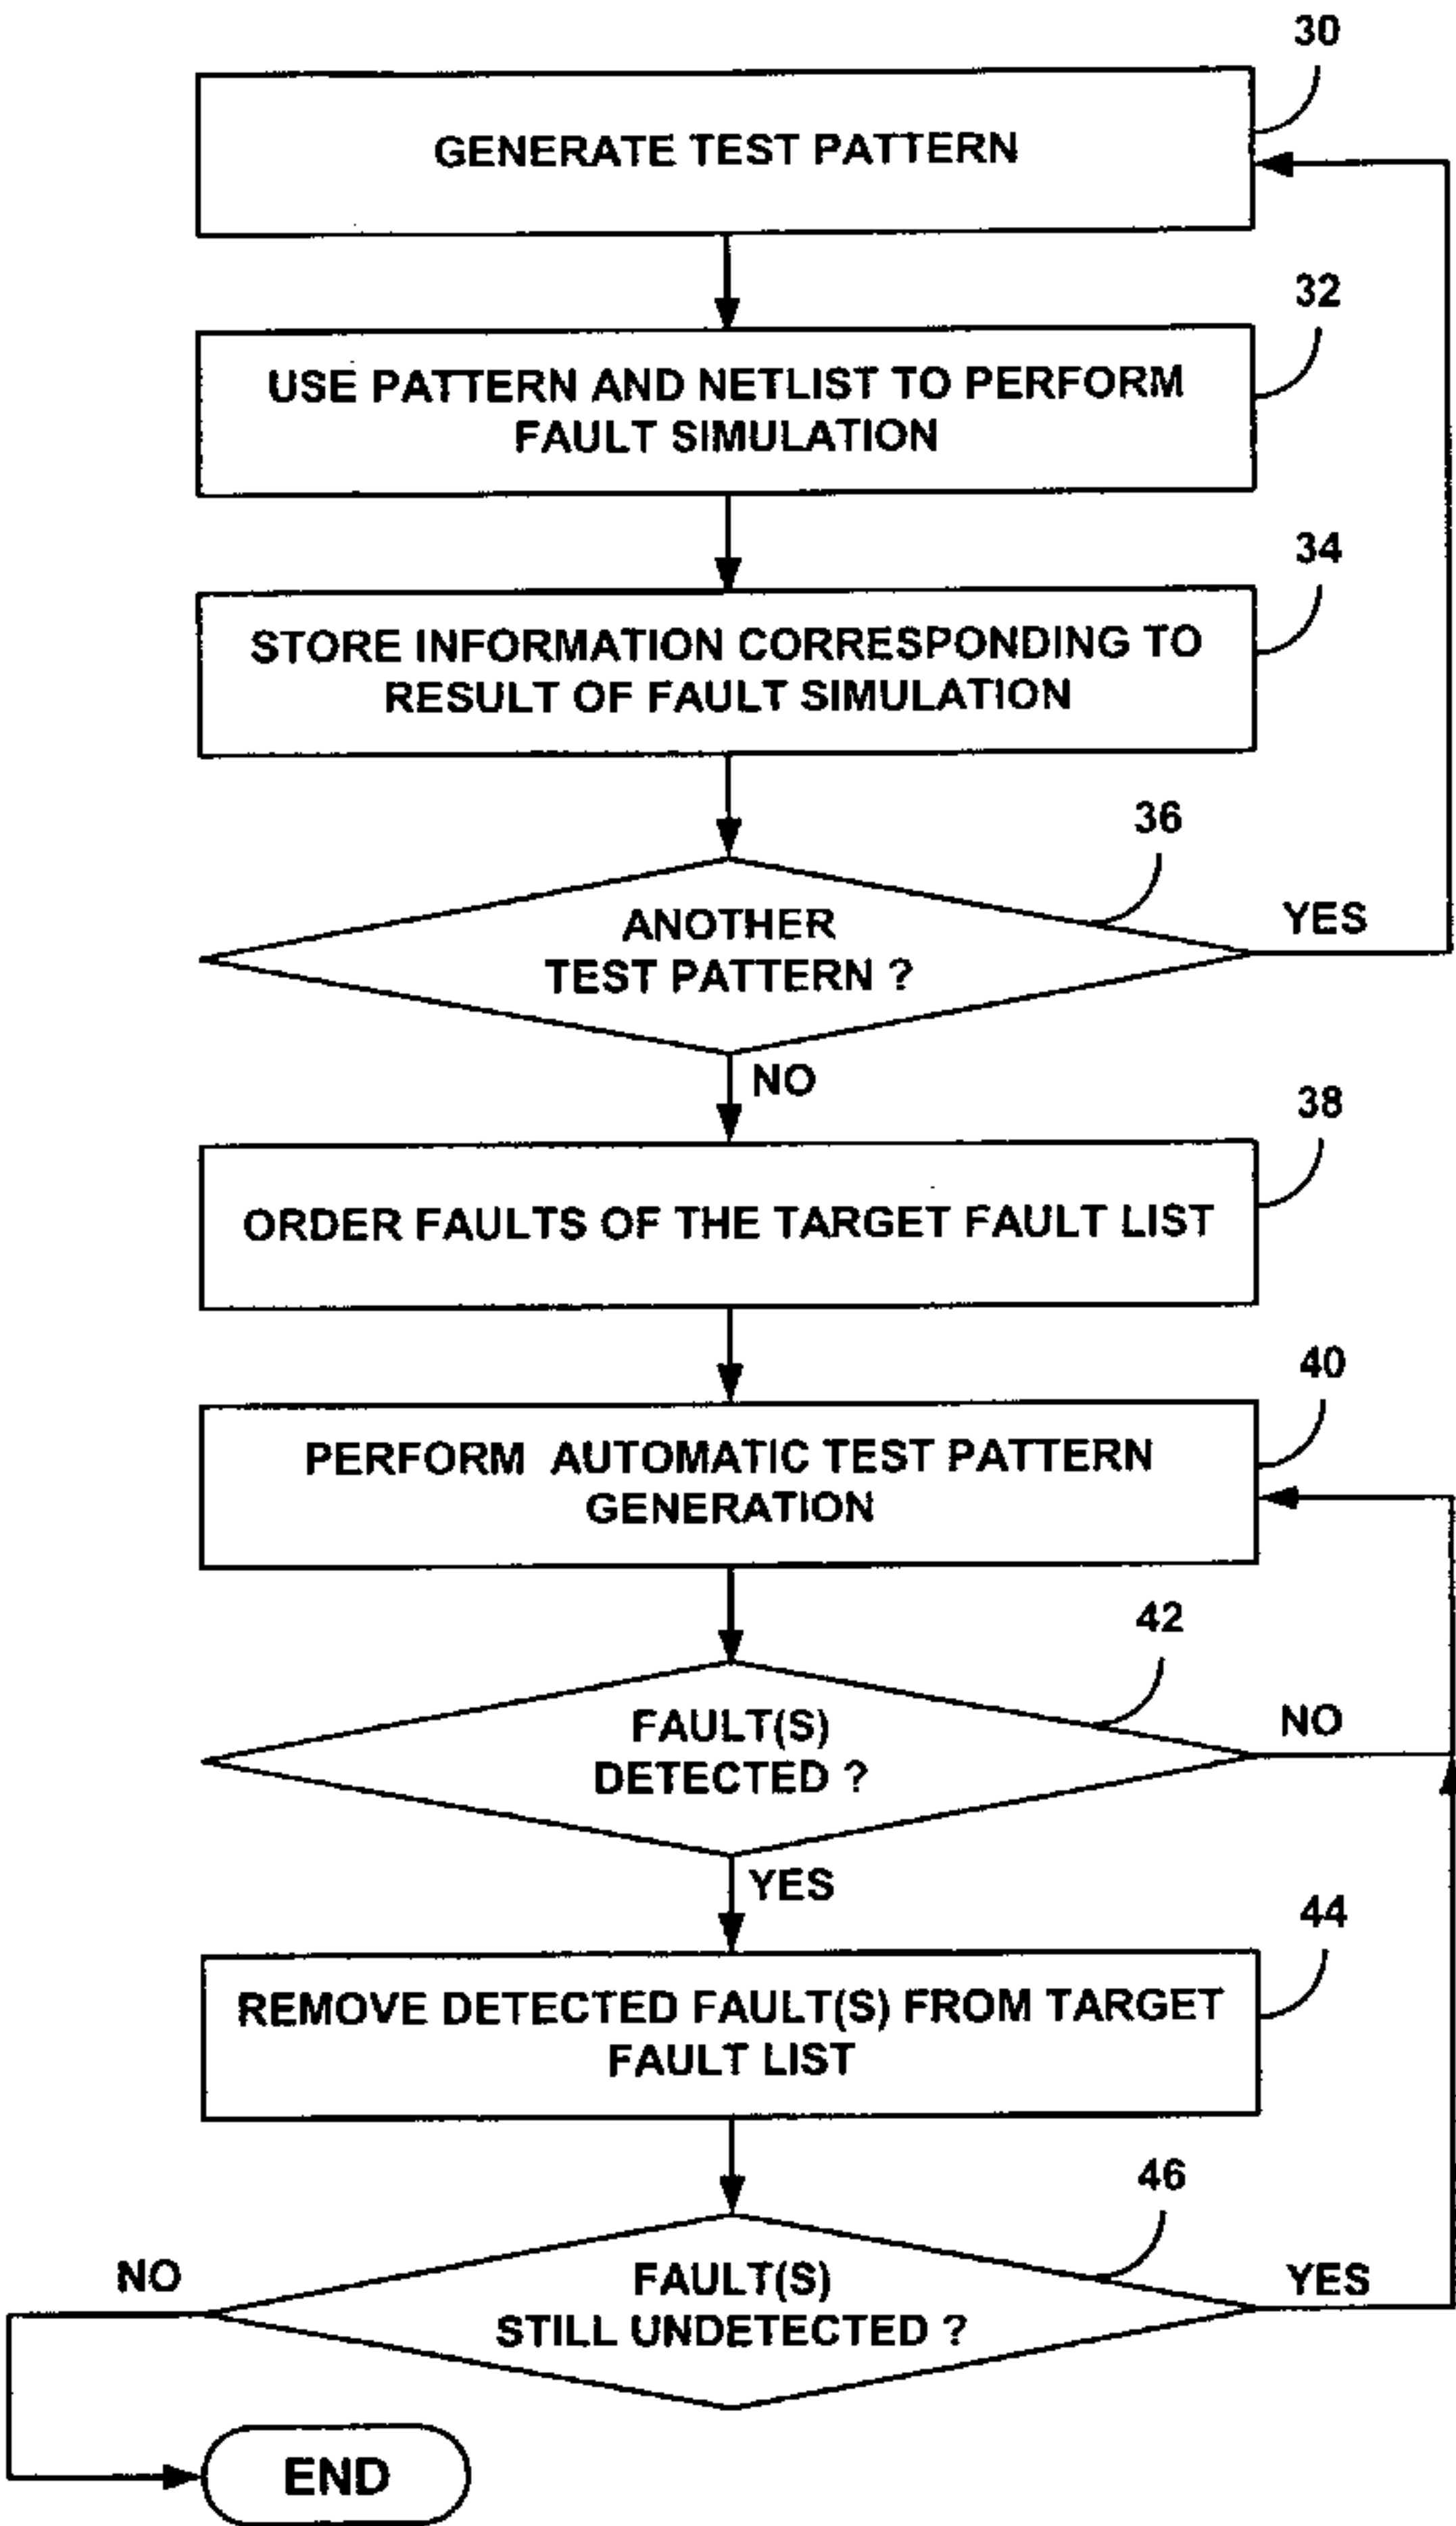 30
GENERATE TEST PATTERN
32
USE PATTERN AND NETLIST TO PERFORM
FAULT SIMULATION
34
STORE INFORMATION CORRESPONDING TO
RESULT OF FAULT SIMULATION
36
ANOTHER
TEST PATTERN ?
YES
NO
38
ORDER FAULTS OF THE TARGET FAULT LIST
40
PERFORM AUTOMATIC TEST PATTERN
GENERATION
42
FAULT(S)
DETECTED ?
NO
YES
44
REMOVE DETECTED FAULT(S) FROM TARGET
FAULT LIST
46
NO
FAULT(S)
STILL UNDETECTED ?
YES
END